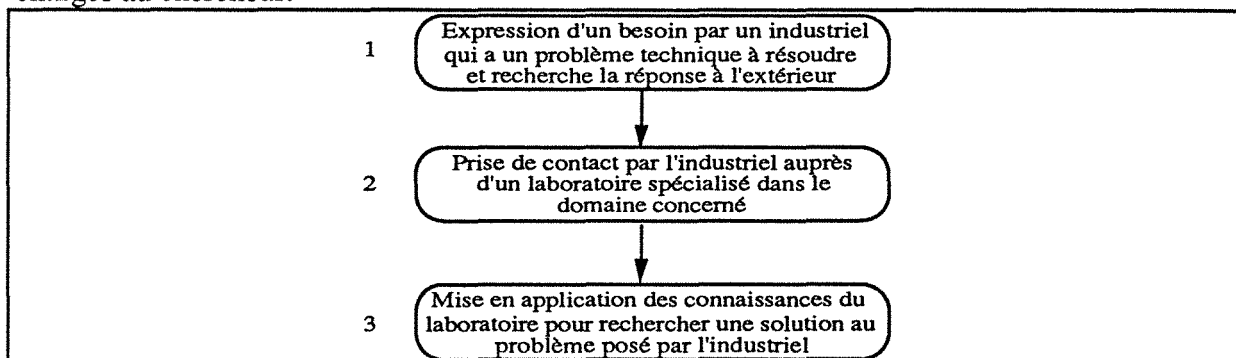 1
Expression d'un besoin par un industriel
qui a un problème technique à résoudre
et recherche la réponse à l'extérieur
2
Prise de contact par l'industriel auprès
d'un laboratoire spécialisé dans le
domaine concerné
3
Mise en application des connaissances du
laboratoire pour rechercher une solution au
problème posé par l'industriel